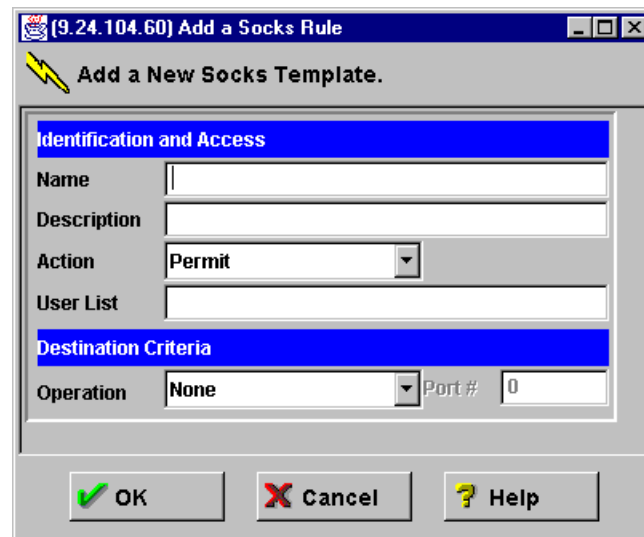 (9.24.104.60) Add a Socks Rule
Add a New Socks Template.
Identification and Access
Name
Description
Action Permit
User List
Destination Criteria
Operation None Port # 0
OK Cancel Help